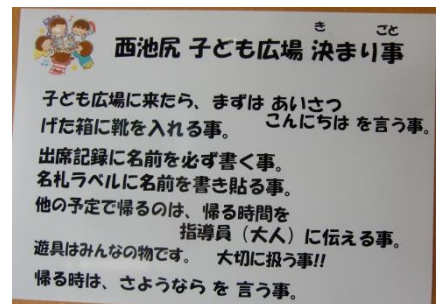 西池尻 子ども広場 決まり事
き ごと
子ども広場に来たら、まずは あいさつ
こんにちは を言う事。
げた箱に靴を入れる事。
出席記録に名前を必ず書く事。
名札ラベルに名前を書き貼る事。
他の予定で帰るのは、帰る時間を
指導員（大人）に伝える事。
遊具はみんなの物です。 大切に扱う事!!
帰る時は、さようなら を 言う事。